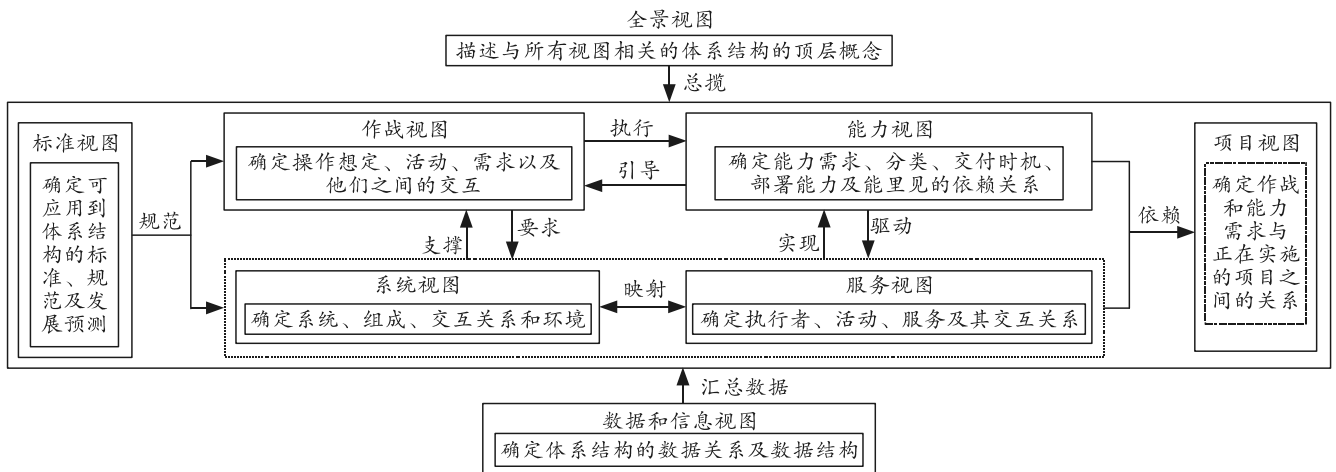 全景视图
描述与所有视图相关的体系结构的顶层概念
总揽
标准视图
确定可
应用到
体系结
构的标
准、规
范及发
展预测
规范
作战视图
确定操作想定、活动、需求以及
他们之间的交互
执行
引导
能力视图
确定能力需求、分类、交付时机、
部署能力及能里见的依赖关系
支撑
要求
实现
驱动
系统视图
确定系统、组成、交互关系和环境
映射
服务视图
确定执行者、活动、服务及其交互关系
依赖
项目视图
确定作战
和能力
需求与
正在实施
的项目之
间的关系
汇总数据
数据和信息视图
确定体系结构的数据关系及数据结构